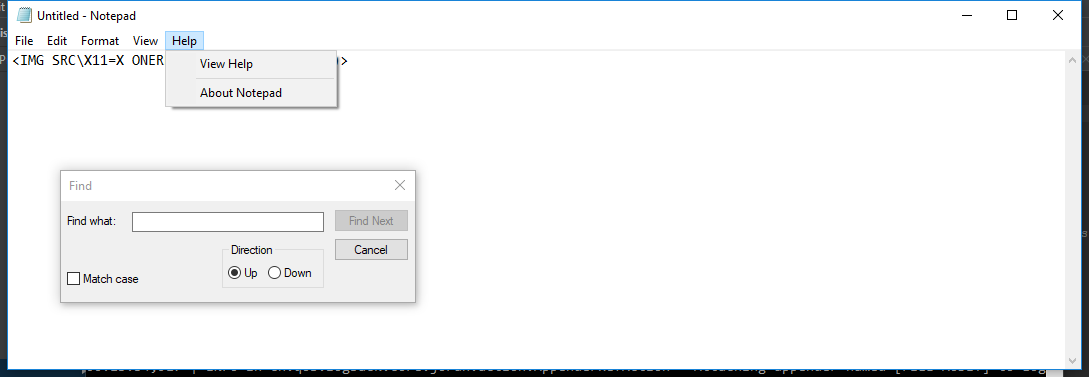 Untitled - Notepad
File Edit Format View Help
<IMG SRC\X11=X ONER
View Help
About Notepad
Find
Find what:
Find Next
Direction
Cancel
Up Down
Match case